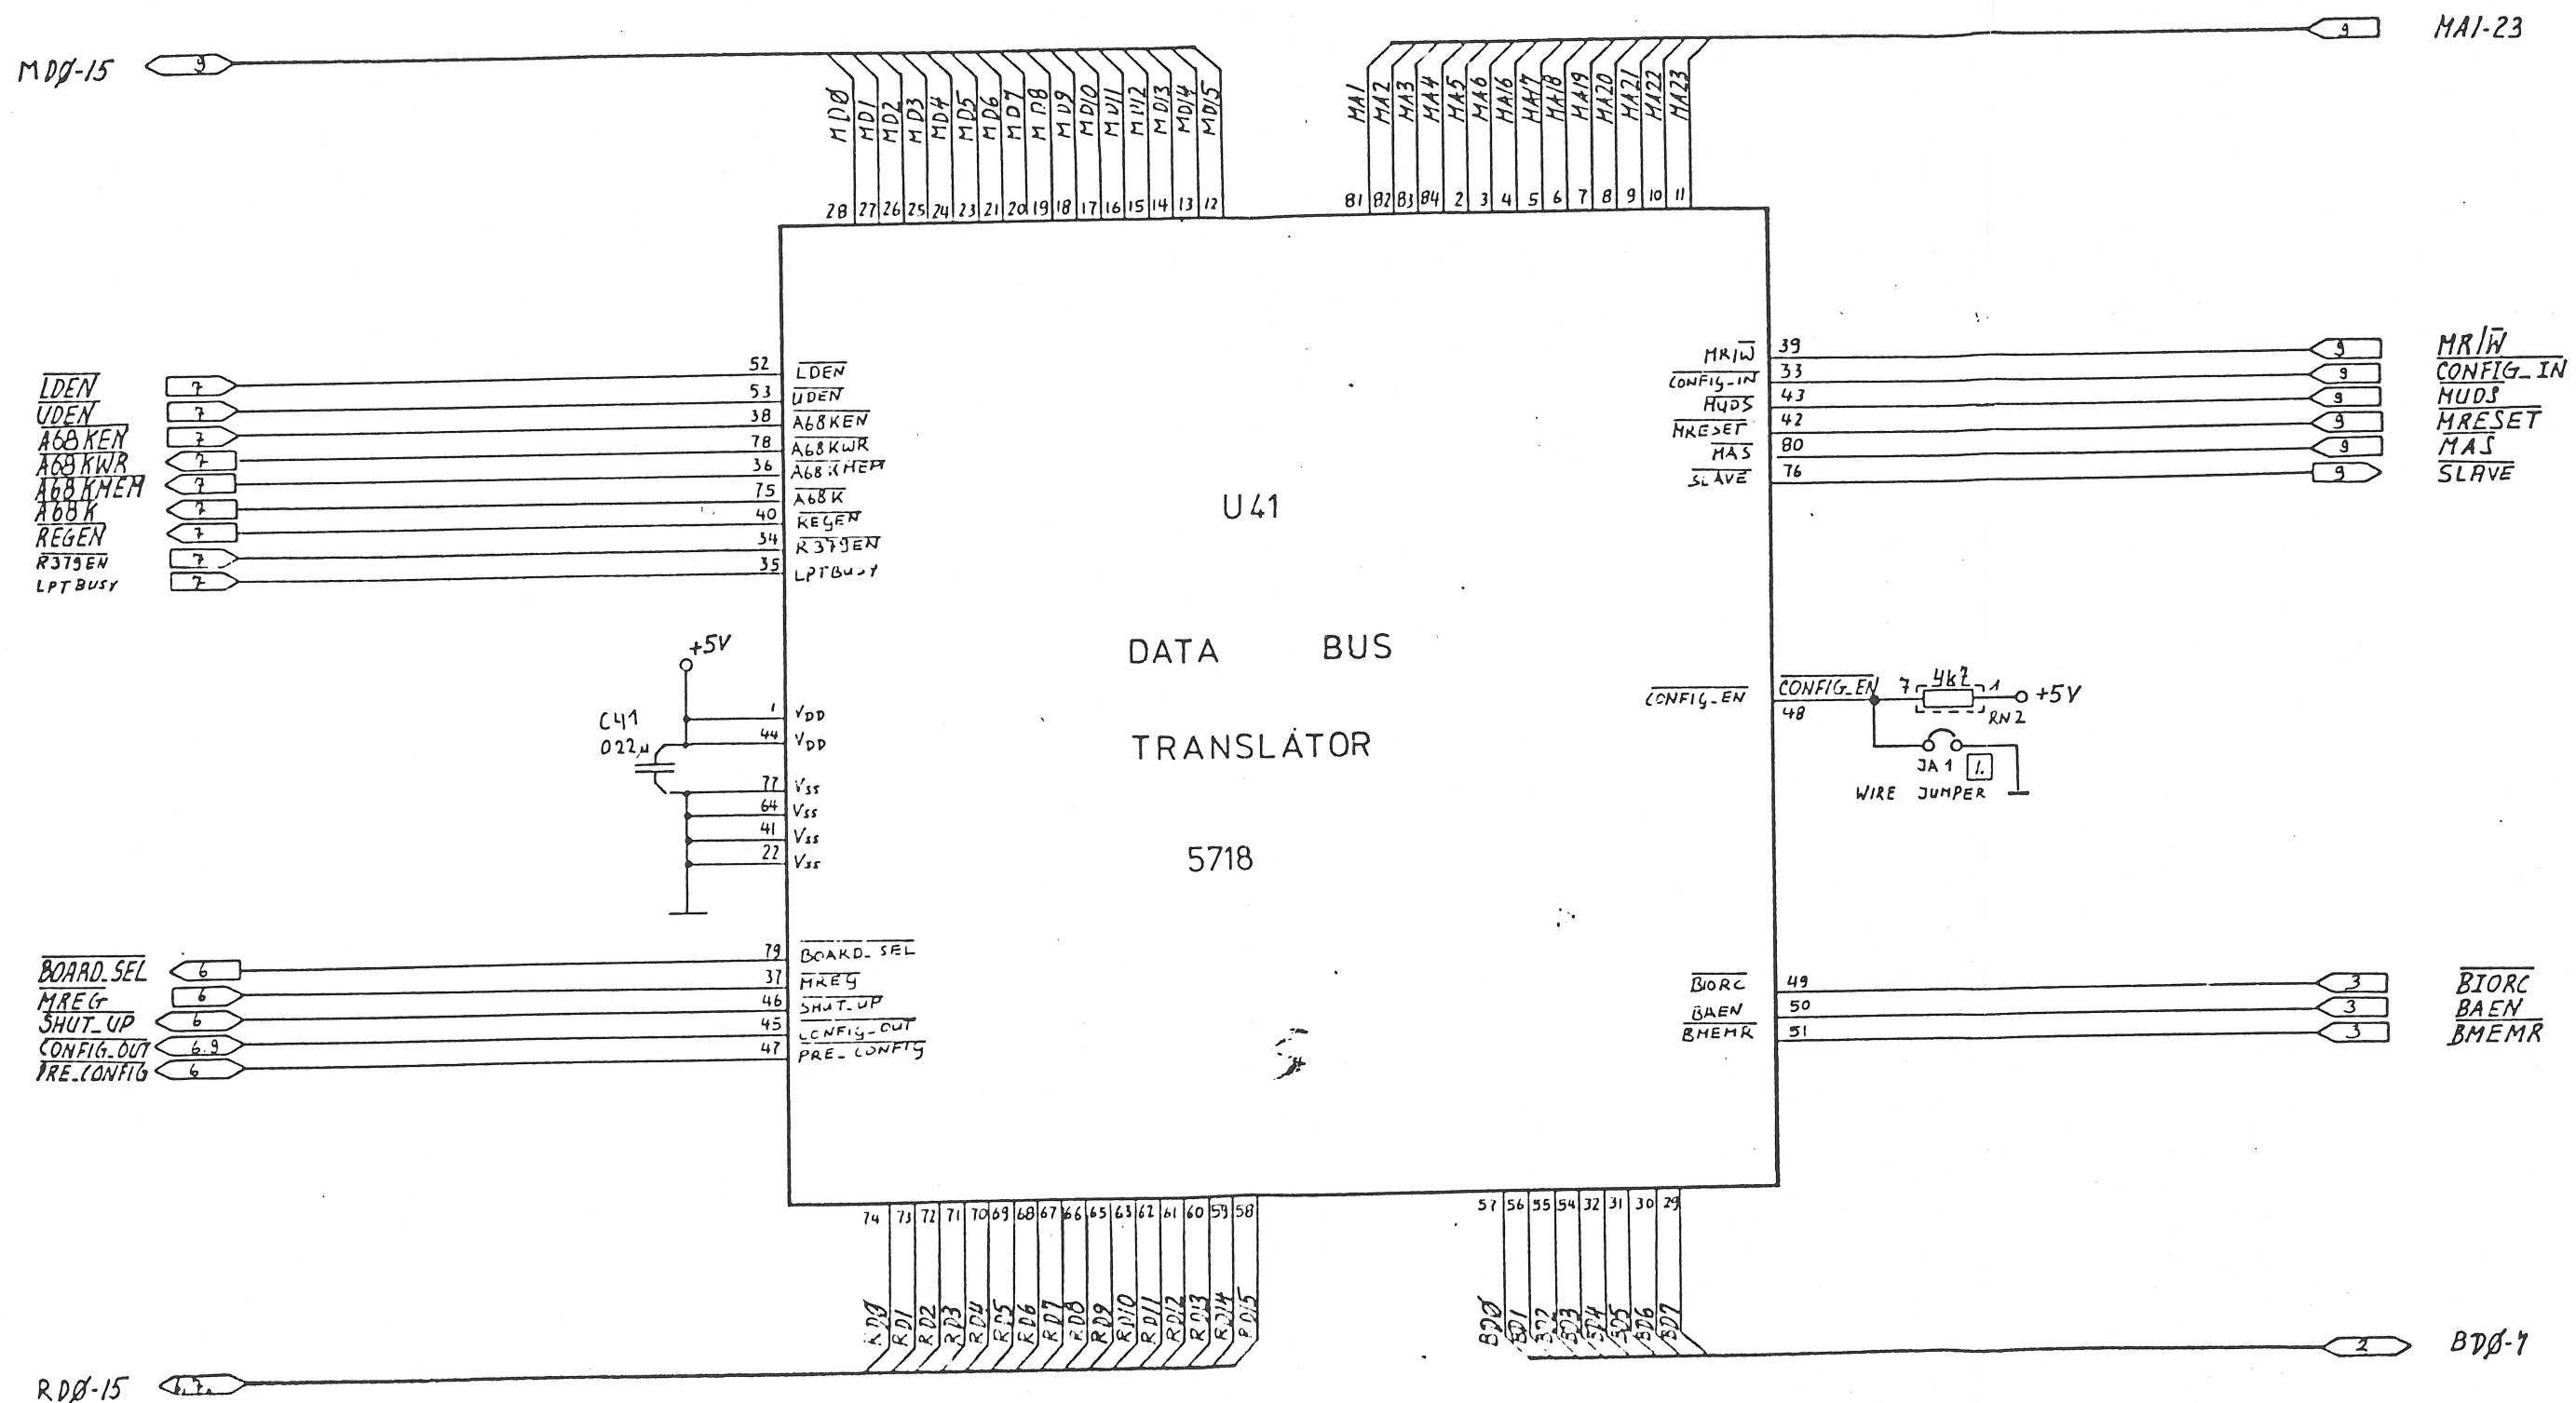 MDØ-15
9
MD0
MD1
MD2
MD3
MD4
MD5
MD6
MD7
MD8
MD9
MD10
MD11
MD12
MD13
MD14
MD15
28 27 26 25 24 23 21 20 19 18 17 16 15 14 13 12
MA1
MA2
MA3
MA4
MA5
MA6
MA16
MA17
MA18
MA19
MA20
MA21
MA22
MA23
81 82 83 84 2 3 4 5 6 7 8 9 10 11
9
MA1-23
LDEN 7 52 LDEN
UDEN 7 53 UDEN
A68KEN 7 38 A68KEN
A68KWR 7 78 A68KWR
A68KMEM 7 36 A68KMEM
A68K 7 75 A68K
REGEN 7 40 REGEN
R379EN 7 34 R379EN
LPTBUSY 7 35 LPTBUSY
MR/W 39 9 MR/W
CONFIG_IN 33 9 CONFIG_IN
MUDS 43 9 MUDS
MRESET 42 9 MRESET
MAS 80 9 MAS
SLAVE 76 9 SLAVE
U41
DATA BUS
TRANSLATOR
5718
+5V
C41
022µ
1 VDD
44 VDD
77 VSS
64 VSS
41 VSS
22 VSS
CONFIG_EN CONFIG_EN 7 4k7 1 +5V
48 RN2
JA1 1.
WIRE JUMPER
BOARD_SEL 6 79 BOARD_SEL
MREG 6 37 MREG
SHUT_UP 6 46 SHUT_UP
CONFIG_OUT 6.9 45 CONFIG_OUT
PRE_CONFIG 6 47 PRE_CONFIG
BIORC 49 3 BIORC
BAEN 50 3 BAEN
BMEMR 51 3 BMEMR
74 73 72 71 70 69 68 67 66 65 63 62 61 60 59 58
RD0
RD1
RD2
RD3
RD4
RD5
RD6
RD7
RD8
RD9
RD10
RD11
RD12
RD13
RD14
RD15
57 56 55 54 32 31 30 29
BDØ
BD1
BD2
BD3
BD4
BD5
BD6
BD7
RDØ-15
2
BDØ-7